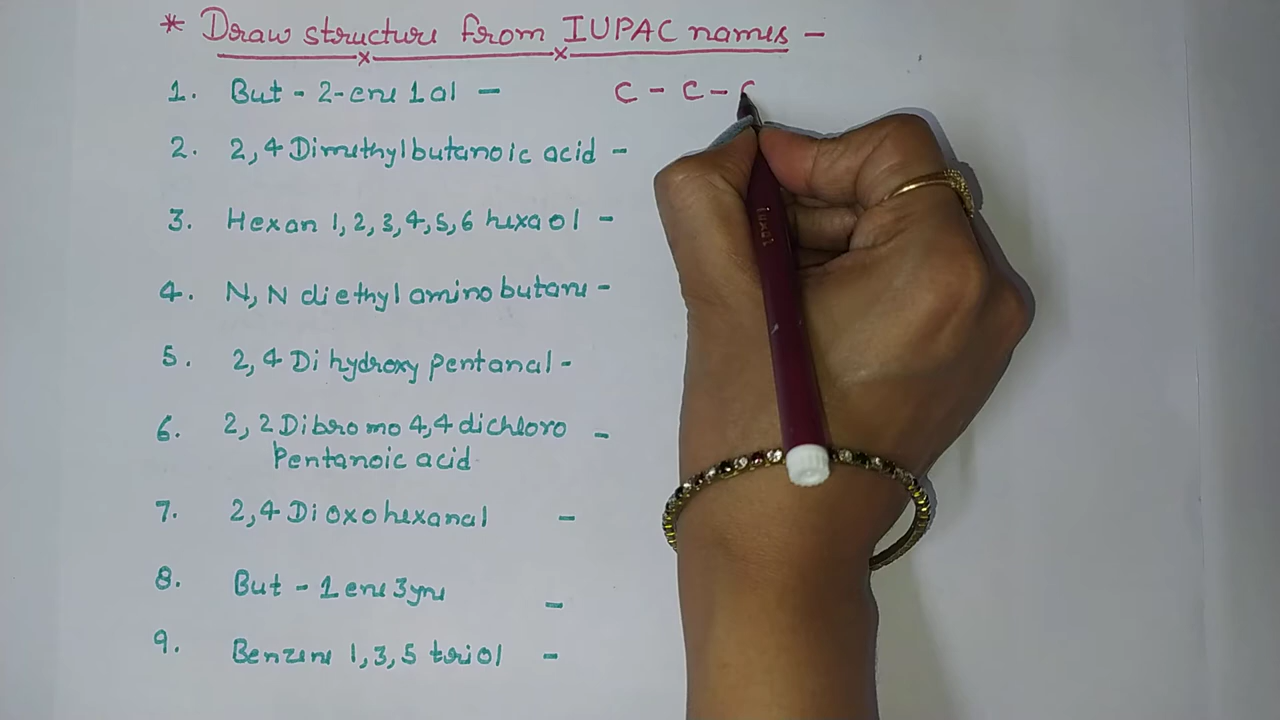 * Draw structure from IUPAC names -
1. But - 2-ene 1 al - C - C - C
2. 2,4 Dimethylbutanoic acid -
3. Hexan 1,2,3,4,5,6 hexaol -
4. N,N diethyl amino butane -
5. 2,4 Di hydroxy pentanal -
6. 2,2 Dibromo 4,4 dichloro -
Pentanoic acid
7. 2,4 Di oxo hexanal -
8. But - 1 ene 3 yne -
9. Benzene 1,3,5 triol -